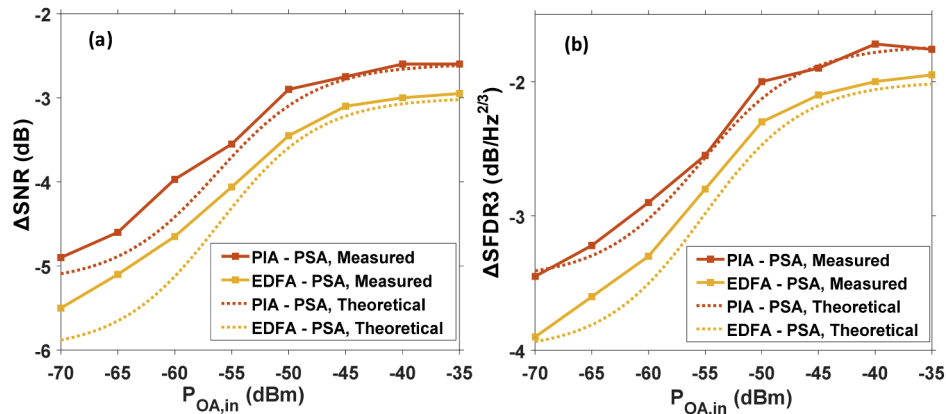 (a)
-2
-3
-4
-5
-6
ΔSNR (dB)
PIA - PSA, Measured
EDFA - PSA, Measured
PIA - PSA, Theoretical
EDFA - PSA, Theoretical
-70 -65 -60 -55 -50 -45 -40 -35
P_OA,in (dBm)
(b)
-2
-3
-4
ΔSFDR3 (dB/Hz^2/3)
PIA - PSA, Measured
EDFA - PSA, Measured
PIA - PSA, Theoretical
EDFA - PSA, Theoretical
-70 -65 -60 -55 -50 -45 -40 -35
P_OA,in (dBm)